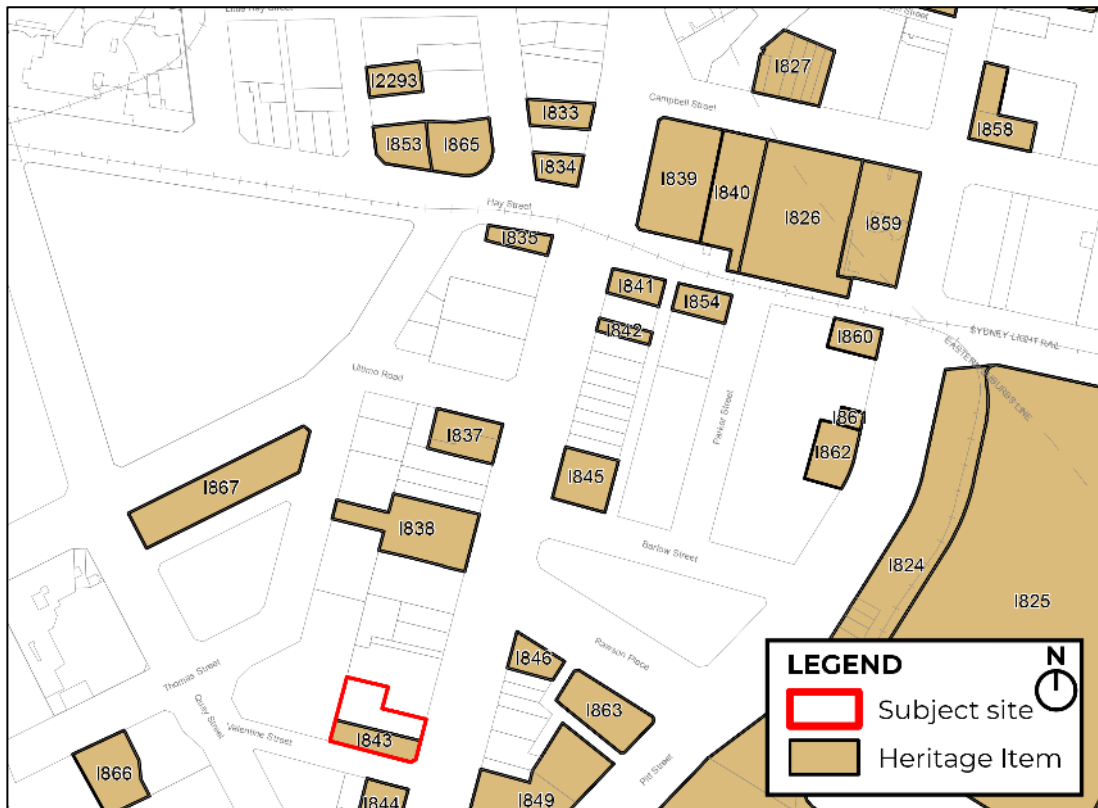 Little Hay Street
I2293
I827
Campbell Street
I833
I858
I853
I865
I834
I839
I840
I826
I859
Hay Street
I835
I841
I854
I842
I860
SYDNEY LIGHT RAIL
EASTERN SUBURBS LINE
Ultimo Road
Parker Street
I861
I837
I862
I845
I867
I838
Barlow Street
I824
I825
Rawson Place
I846
Thomas Street
Quay Street
Valentine Street
I843
I863
Pitt Street
I866
I844
I849
LEGEND
N
Subject site
Heritage Item